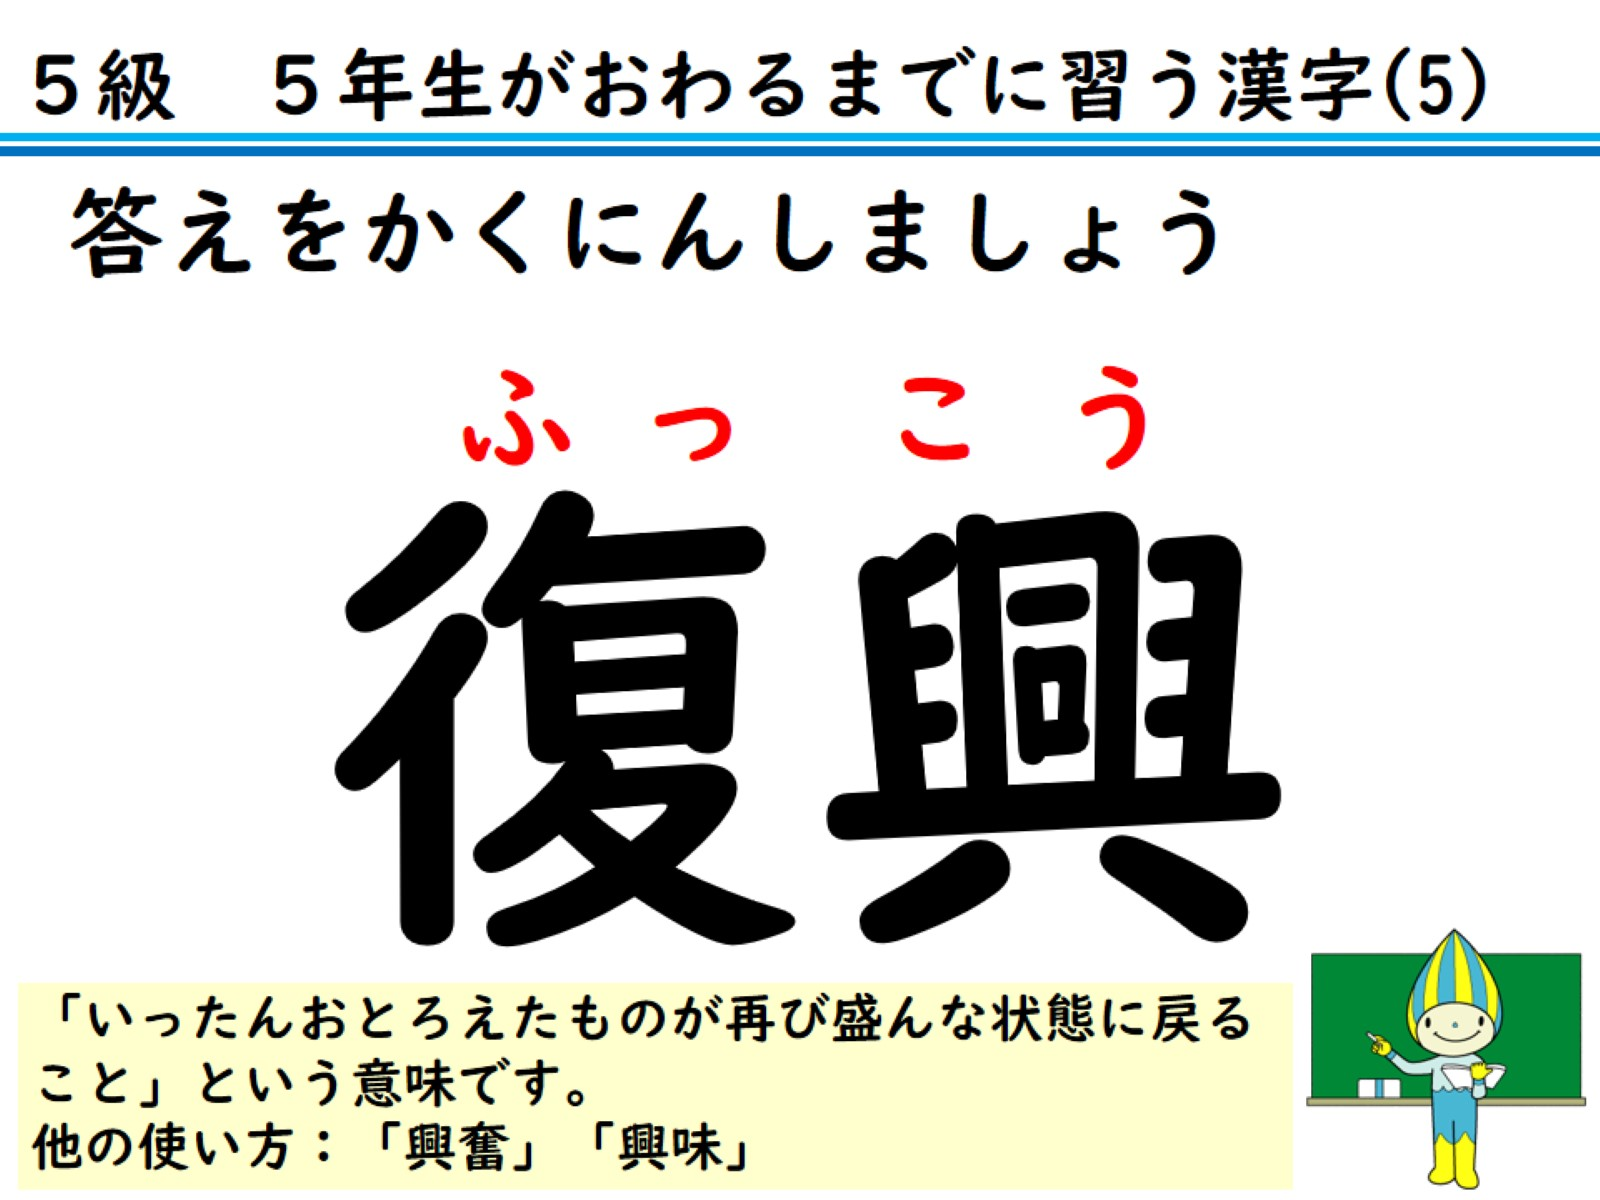 ５級　５年生がおわるまでに習う漢字(5)
答えをかくにんしましょう
ふっこう
復興
「いったんおとろえたものが再び盛んな状態に戻る
こと」という意味です。
他の使い方：「興奮」「興味」